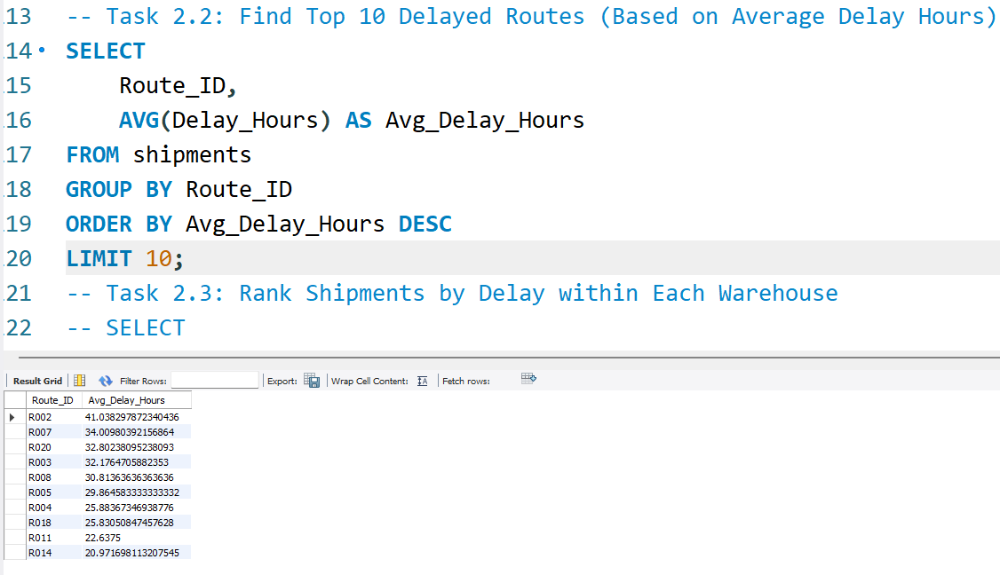 13 -- Task 2.2: Find Top 10 Delayed Routes (Based on Average Delay Hours)
14 SELECT
15 Route_ID,
16 AVG(Delay_Hours) AS Avg_Delay_Hours
17 FROM shipments
18 GROUP BY Route_ID
19 ORDER BY Avg_Delay_Hours DESC
20 LIMIT 10;
21 -- Task 2.3: Rank Shipments by Delay within Each Warehouse
22 -- SELECT
Result Grid Filter Rows: Export: Wrap Cell Content: Fetch rows:
Route_ID Avg_Delay_Hours
R002 41.038297872340436
R007 34.00980392156864
R020 32.80238095238093
R003 32.1764705882353
R008 30.81363636363636
R005 29.864583333333332
R004 25.88367346938776
R018 25.83050847457628
R011 22.6375
R014 20.971698113207545